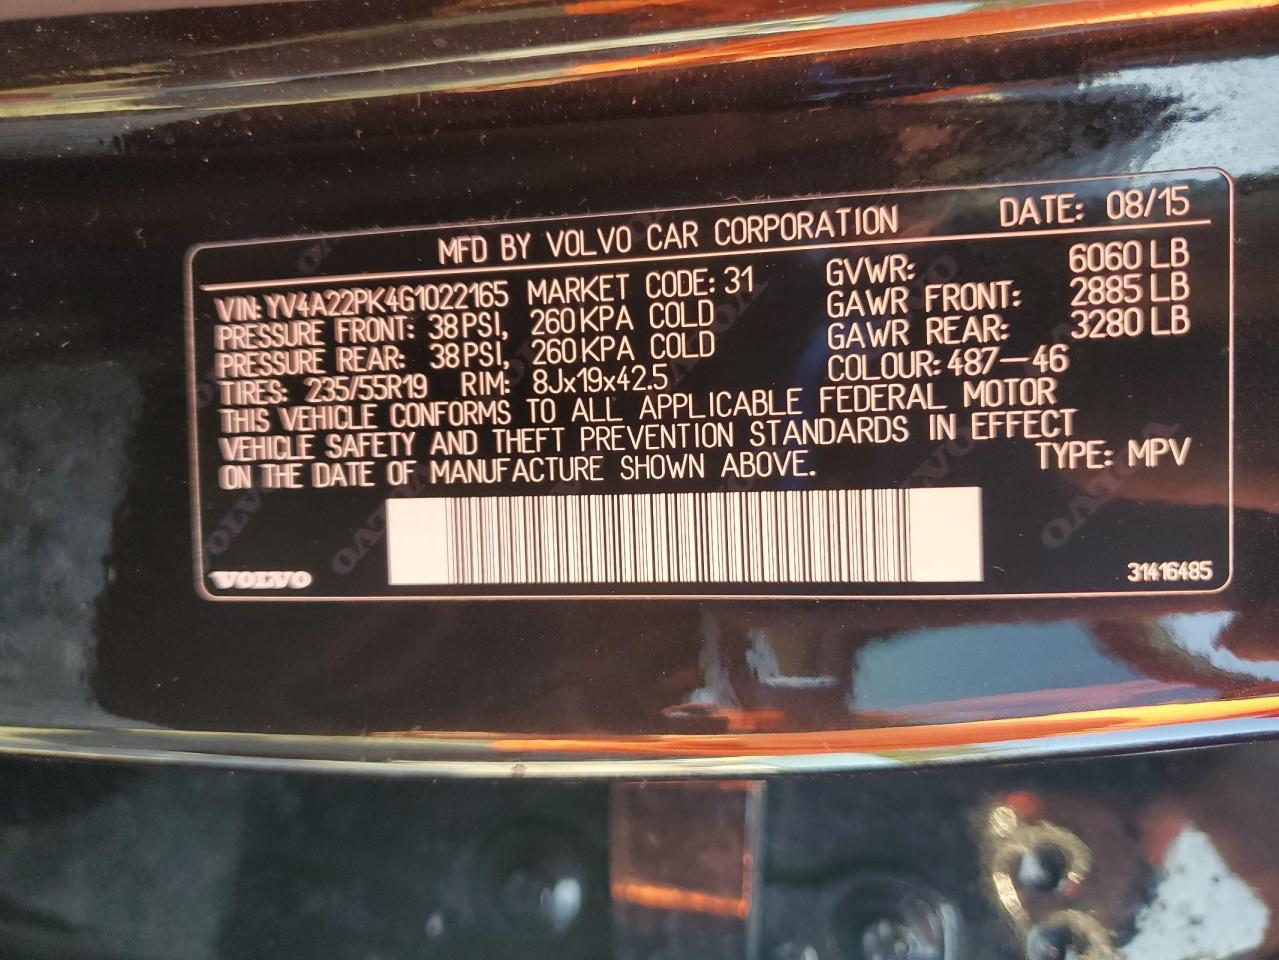 MFD BY VOLVO CAR CORPORATION DATE: 08/15
VIN: YV4A22PK4G1022165 MARKET CODE: 31 GVWR: 6060 LB
PRESSURE FRONT: 38 PSI, 260 KPA COLD GAWR FRONT: 2885 LB
PRESSURE REAR: 38 PSI, 260 KPA COLD GAWR REAR: 3280 LB
TIRES: 235/55R19 RIM: 8Jx19x42.5 COLOUR: 487-46
THIS VEHICLE CONFORMS TO ALL APPLICABLE FEDERAL MOTOR
VEHICLE SAFETY AND THEFT PREVENTION STANDARDS IN EFFECT
ON THE DATE OF MANUFACTURE SHOWN ABOVE. TYPE: MPV
VOLVO 31416485